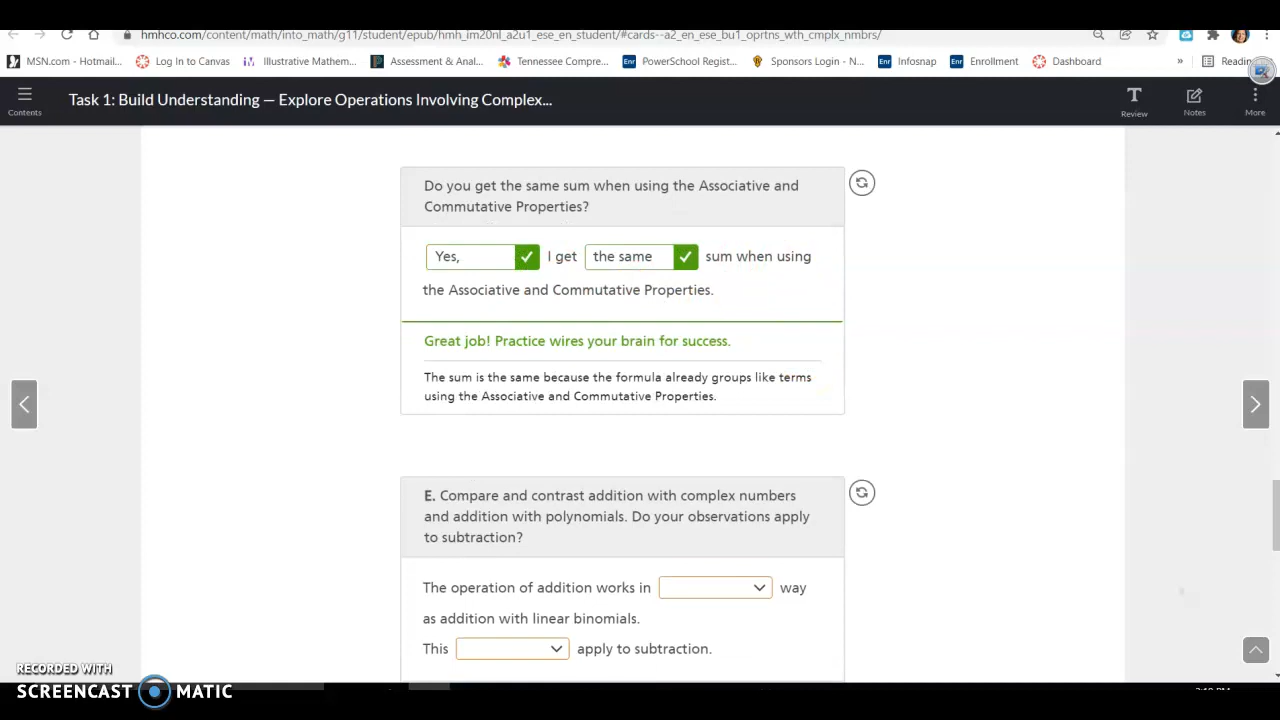 hmhco.com/content/math/into_math/g11/student/epub/hmh_im20nl_a2u1_ese_en_student/#cards--a2_en_ese_bu1_oprtns_wth_cmplx_nmbrs/
MSN.com - Hotmail... Log In to Canvas Illustrative Mathem... Assessment & Anal... Tennessee Compre... Enr PowerSchool Regist... Sponsors Login - N... Enr Infosnap Enr Enrollment Dashboard » Reading
Contents Task 1: Build Understanding — Explore Operations Involving Complex... T Review Notes More
Do you get the same sum when using the Associative and
Commutative Properties?
Yes, I get the same sum when using
the Associative and Commutative Properties.
Great job! Practice wires your brain for success.
The sum is the same because the formula already groups like terms
using the Associative and Commutative Properties.
E. Compare and contrast addition with complex numbers
and addition with polynomials. Do your observations apply
to subtraction?
The operation of addition works in way
as addition with linear binomials.
This apply to subtraction.
RECORDED WITH
SCREENCAST MATIC